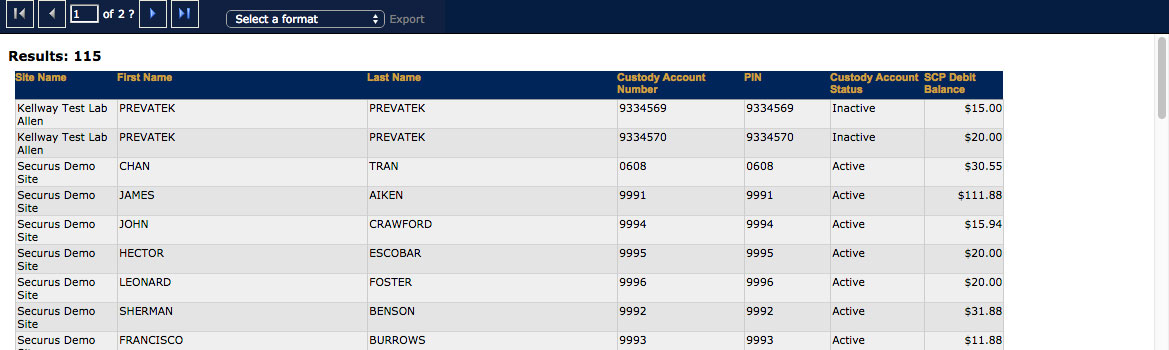 1 of 2 ? Select a format Export
Results: 115
Site Name First Name Last Name Custody Account Number PIN Custody Account Status SCP Debit Balance
Kellway Test Lab Allen PREVATEK PREVATEK 9334569 9334569 Inactive $15.00
Kellway Test Lab Allen PREVATEK PREVATEK 9334570 9334570 Inactive $20.00
Securus Demo Site CHAN TRAN 0608 0608 Active $30.55
Securus Demo Site JAMES AIKEN 9991 9991 Active $111.88
Securus Demo Site JOHN CRAWFORD 9994 9994 Active $15.94
Securus Demo Site HECTOR ESCOBAR 9995 9995 Active $20.00
Securus Demo Site LEONARD FOSTER 9996 9996 Active $20.00
Securus Demo Site SHERMAN BENSON 9992 9992 Active $31.88
Securus Demo FRANCISCO BURROWS 9993 9993 Active $11.88